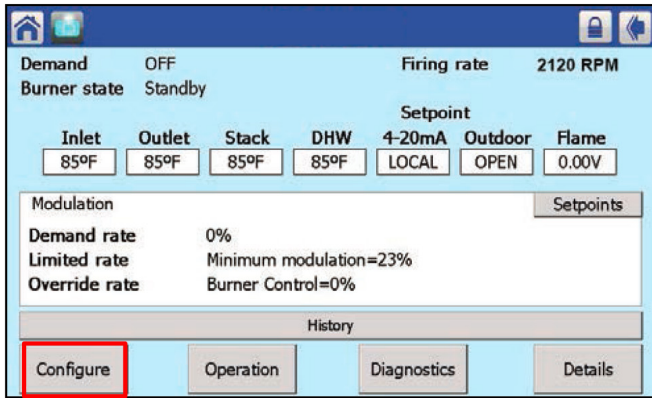 Demand OFF Firing rate 2120 RPM
Burner state Standby
Setpoint
Inlet Outlet Stack DHW 4-20mA Outdoor Flame
85ºF 85ºF 85ºF 85ºF LOCAL OPEN 0.00V
Modulation Setpoints
Demand rate 0%
Limited rate Minimum modulation=23%
Override rate Burner Control=0%
History
Configure Operation Diagnostics Details